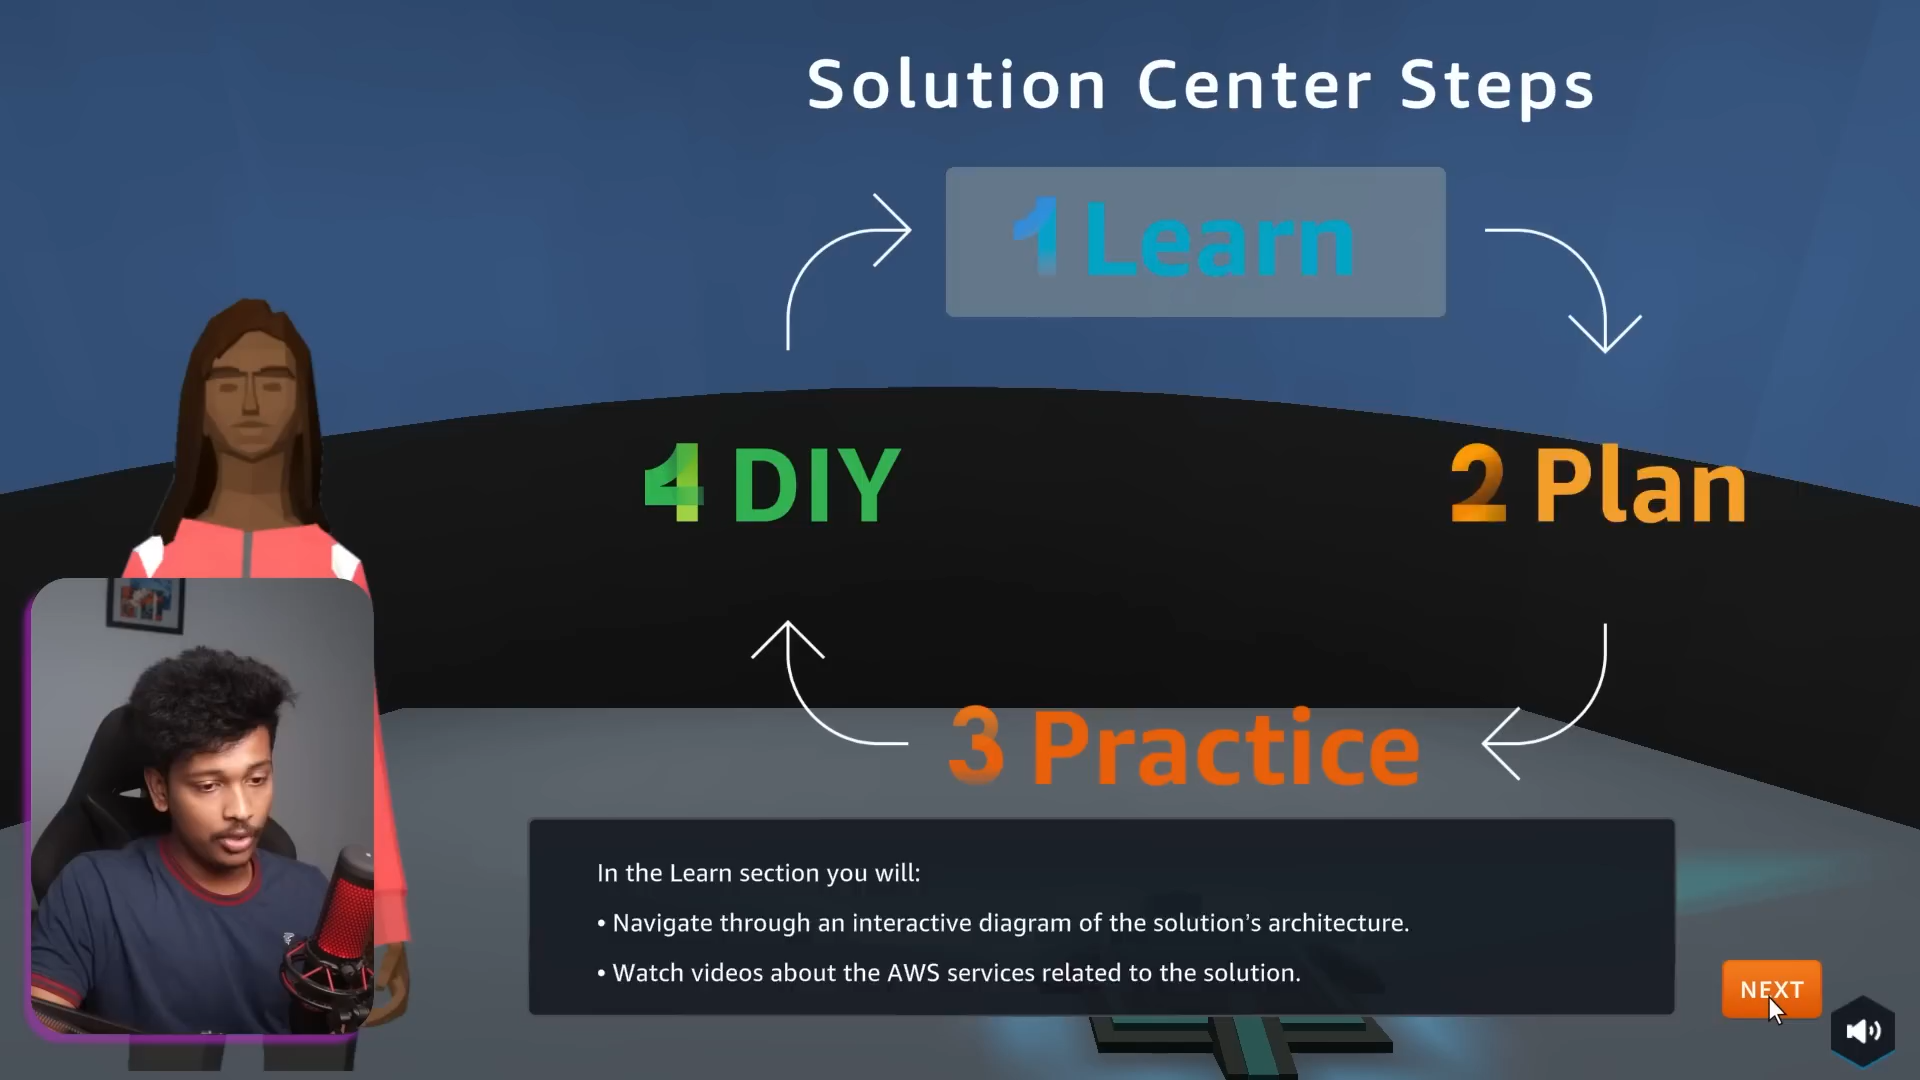 Solution Center Steps
1 Learn
4 DIY
2 Plan
3 Practice
In the Learn section you will:
• Navigate through an interactive diagram of the solution’s architecture.
• Watch videos about the AWS services related to the solution.
NEXT